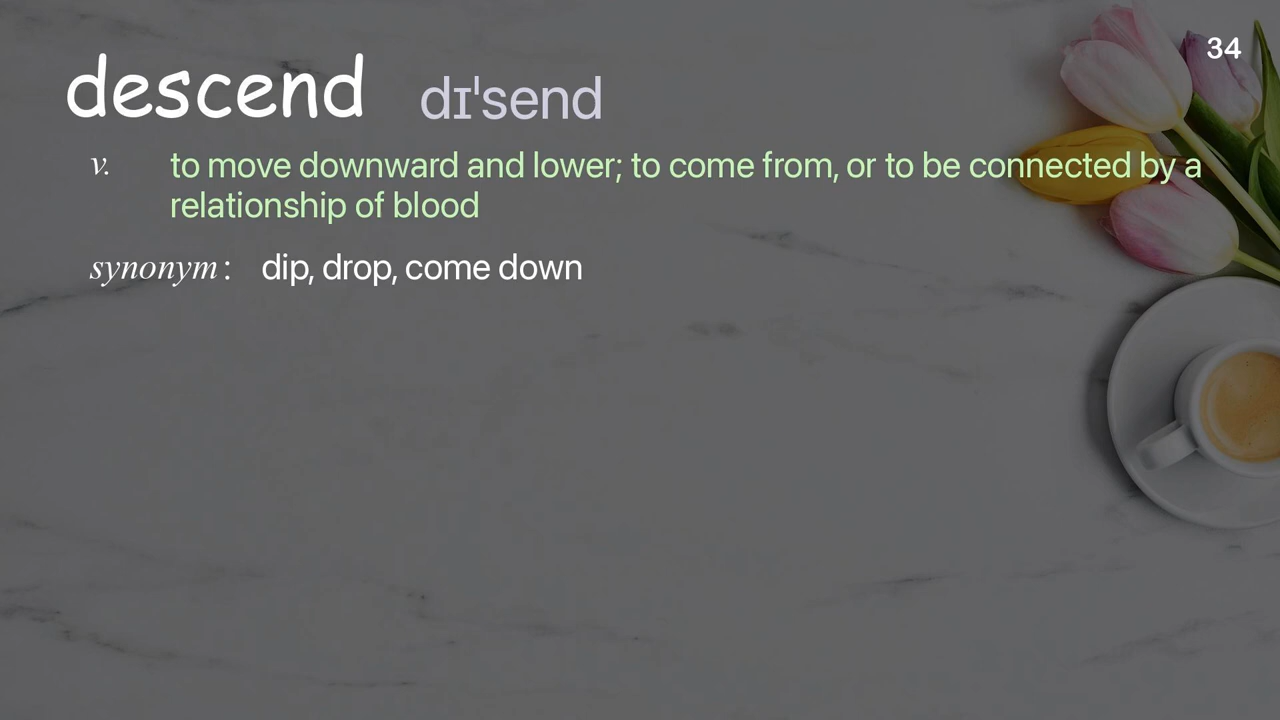 34
descend dɪˈsend
v. to move downward and lower; to come from, or to be connected by a
relationship of blood
synonym: dip, drop, come down